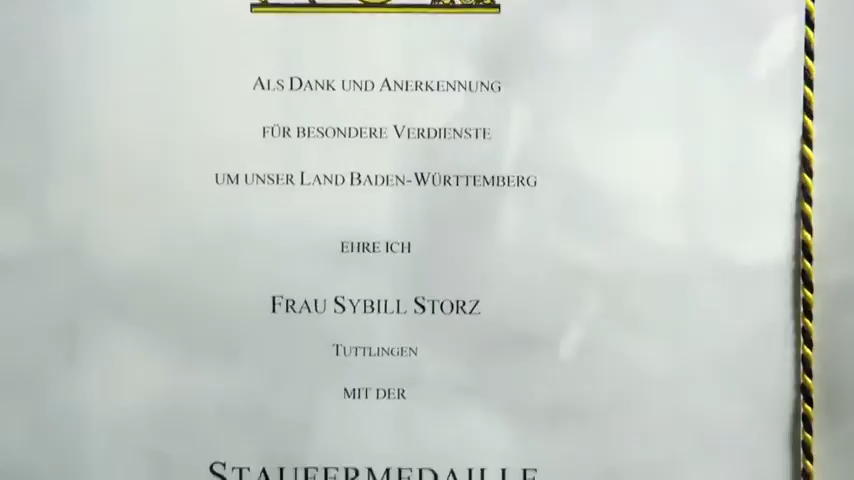 ALS DANK UND ANERKENNUNG
FÜR BESONDERE VERDIENSTE
UM UNSER LAND BADEN-WÜRTTEMBERG
EHRE ICH
FRAU SYBILL STORZ
TUTTLINGEN
MIT DER
STAUFERMEDAILLE